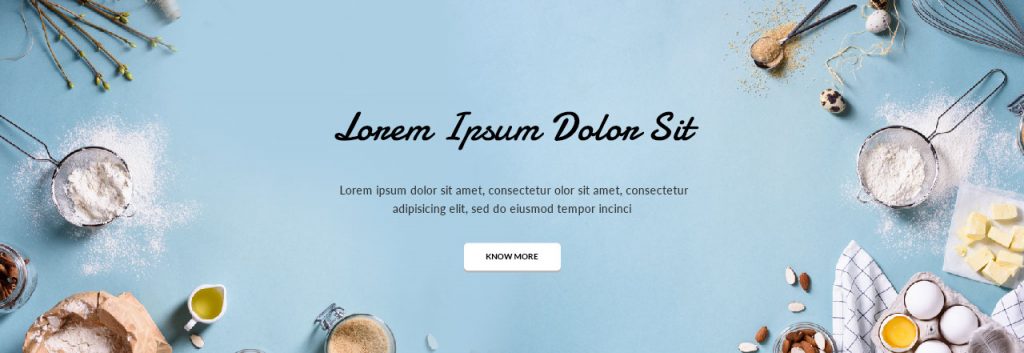 Lorem Ipsum Dolor Sit
Lorem ipsum dolor sit amet, consectetur olor sit amet, consectetur
adipisicing elit, sed do eiusmod tempor incinci
KNOW MORE